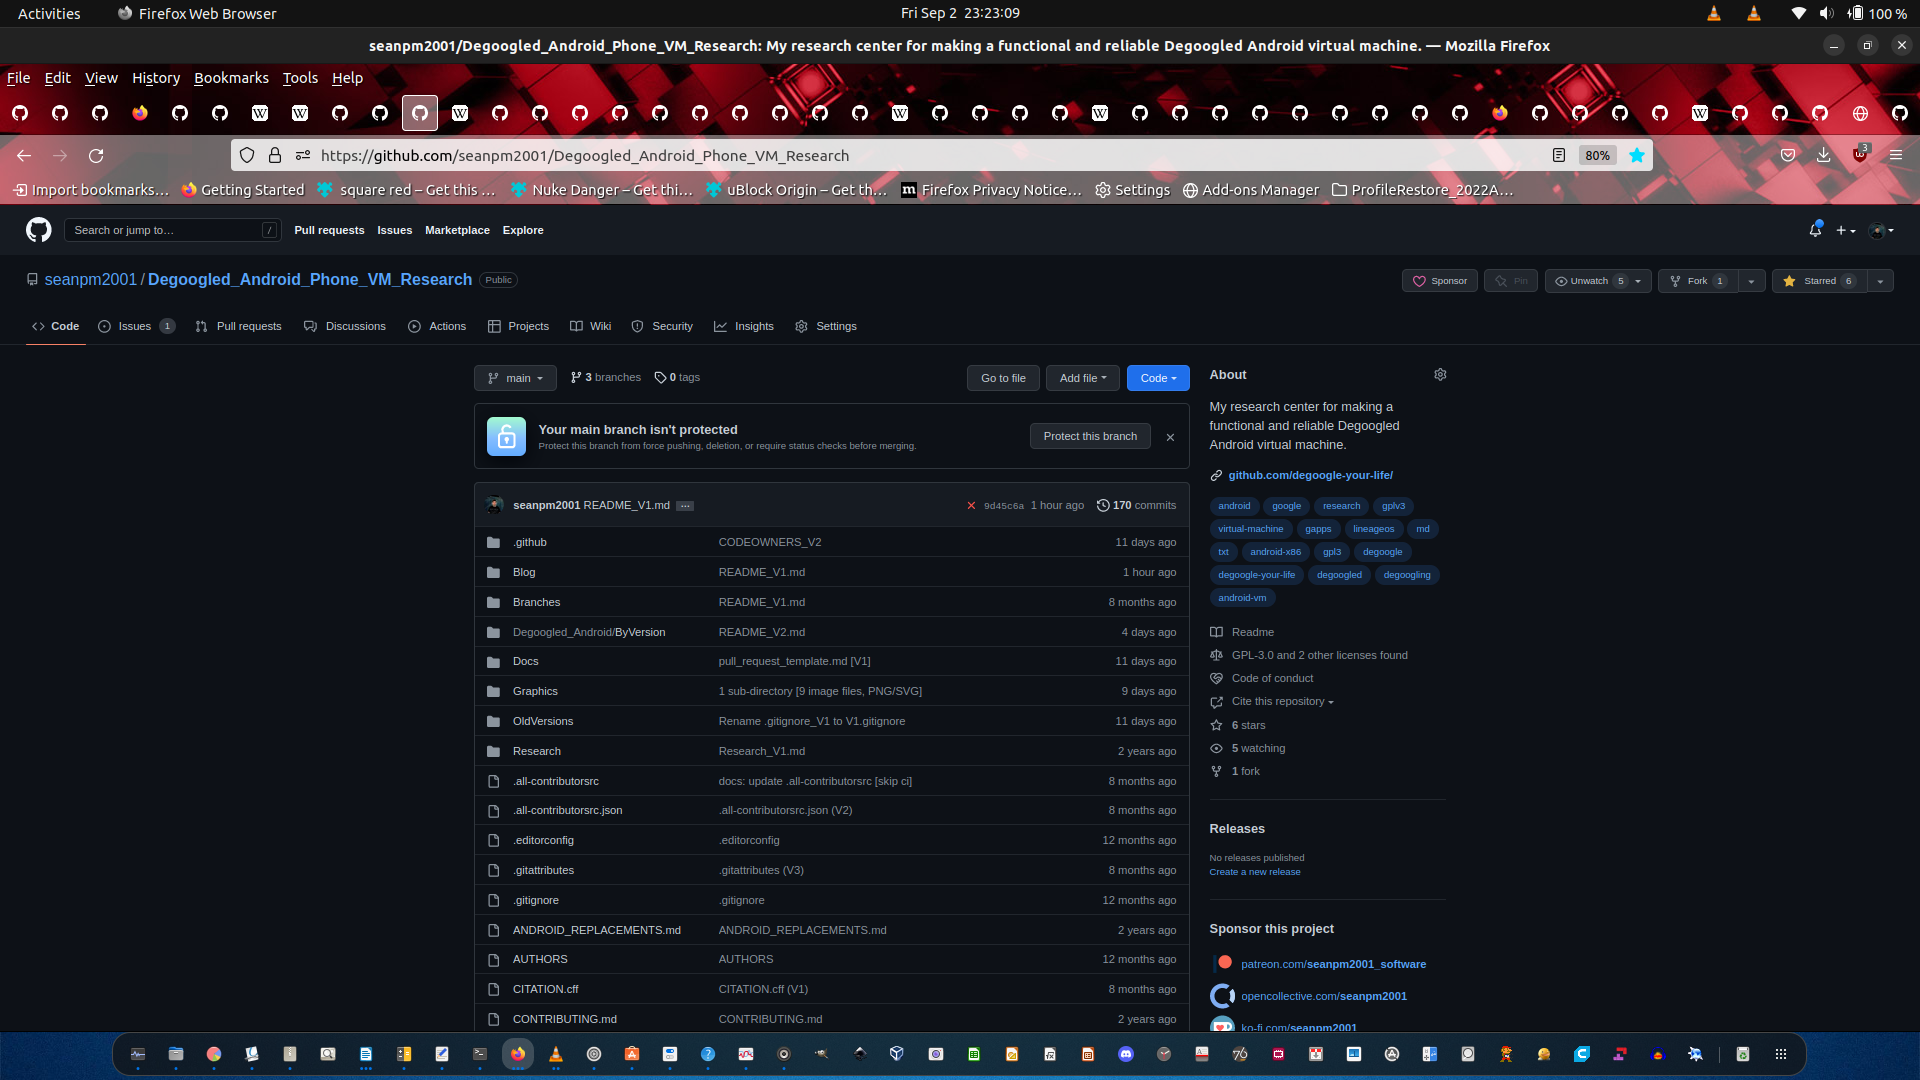 Activities
Firefox Web Browser
Fri Sep 2 23:23:09
100 %
seanpm2001/Degoogled_Android_Phone_VM_Research: My research center for making a functional and reliable Degoogled Android virtual machine. — Mozilla Firefox
File Edit View History Bookmarks Tools Help
https://github.com/seanpm2001/Degoogled_Android_Phone_VM_Research
80%
3
Import bookmarks…
Getting Started
square red – Get this …
Nuke Danger – Get thi…
uBlock Origin – Get th…
Firefox Privacy Notice…
Settings
Add-ons Manager
ProfileRestore_2022A…
Search or jump to…
/
Pull requests Issues Marketplace Explore
seanpm2001 / Degoogled_Android_Phone_VM_Research Public
Sponsor
Pin
Unwatch 5
Fork 1
Starred 6
Code
Issues 1
Pull requests
Discussions
Actions
Projects
Wiki
Security
Insights
Settings
main
3 branches
0 tags
Go to file
Add file
Code
Your main branch isn't protected
Protect this branch from force pushing, deletion, or require status checks before merging.
Protect this branch
seanpm2001 README_V1.md …
9d45c6a 1 hour ago
170 commits
.github CODEOWNERS_V2 11 days ago
Blog README_V1.md 1 hour ago
Branches README_V1.md 8 months ago
Degoogled_Android/ByVersion README_V2.md 4 days ago
Docs pull_request_template.md [V1] 11 days ago
Graphics 1 sub-directory [9 image files, PNG/SVG] 9 days ago
OldVersions Rename .gitignore_V1 to V1.gitignore 11 days ago
Research Research_V1.md 2 years ago
.all-contributorsrc docs: update .all-contributorsrc [skip ci] 8 months ago
.all-contributorsrc.json .all-contributorsrc.json (V2) 8 months ago
.editorconfig .editorconfig 12 months ago
.gitattributes .gitattributes (V3) 8 months ago
.gitignore .gitignore 12 months ago
ANDROID_REPLACEMENTS.md ANDROID_REPLACEMENTS.md 2 years ago
AUTHORS AUTHORS 12 months ago
CITATION.cff CITATION.cff (V1) 8 months ago
CONTRIBUTING.md CONTRIBUTING.md 2 years ago
About
My research center for making a
functional and reliable Degoogled
Android virtual machine.
github.com/degoogle-your-life/
android google research gplv3
virtual-machine gapps lineageos md
txt android-x86 gpl3 degoogle
degoogle-your-life degoogled degoogling
android-vm
Readme
GPL-3.0 and 2 other licenses found
Code of conduct
Cite this repository
6 stars
5 watching
1 fork
Releases
No releases published
Create a new release
Sponsor this project
patreon.com/seanpm2001_software
opencollective.com/seanpm2001
ko-fi.com/seanpm2001